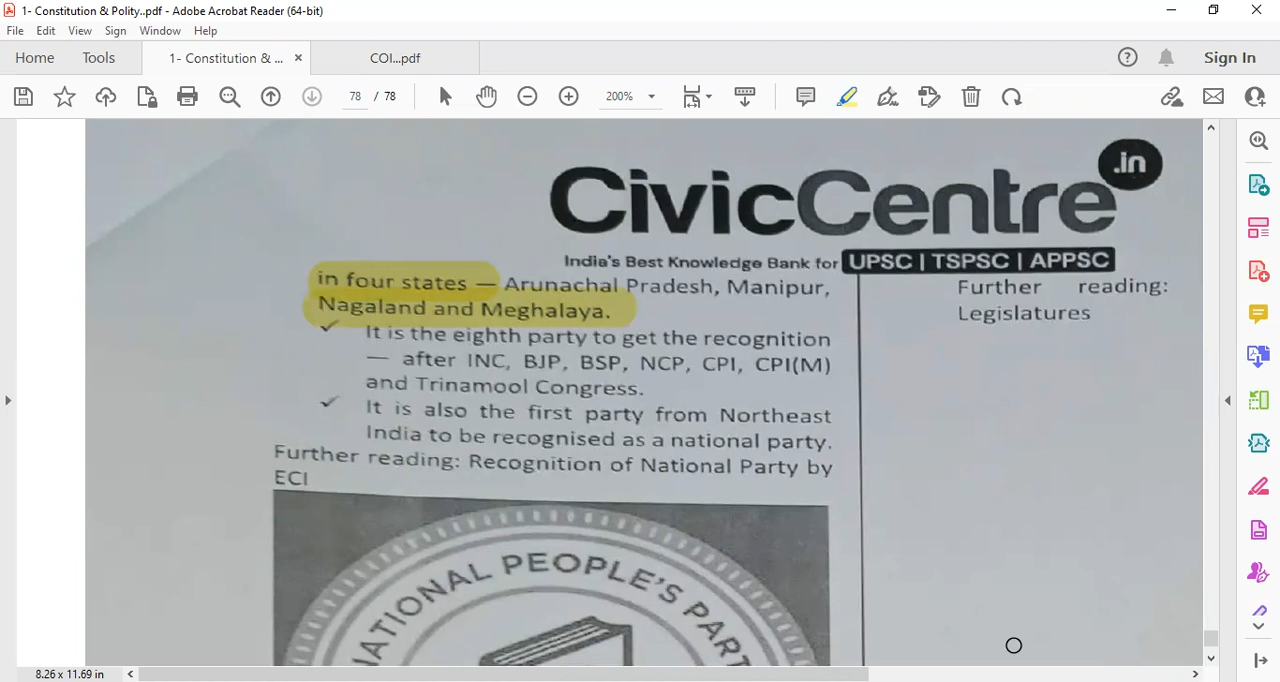 1- Constitution & Polity..pdf - Adobe Acrobat Reader (64-bit)
File Edit View Sign Window Help
Home Tools 1- Constitution & ... × COI...pdf Sign In
78 / 78 200%
CivicCentre .in
India's Best Knowledge Bank for UPSC | TSPSC | APPSC
in four states — Arunachal Pradesh, Manipur,
Nagaland and Meghalaya.
✓ It is the eighth party to get the recognition
— after INC, BJP, BSP, NCP, CPI, CPI(M)
and Trinamool Congress.
✓ It is also the first party from Northeast
India to be recognised as a national party.
Further reading: Recognition of National Party by
ECI
NATIONAL PEOPLE'S PART
Further reading:
Legislatures
8.26 x 11.69 in